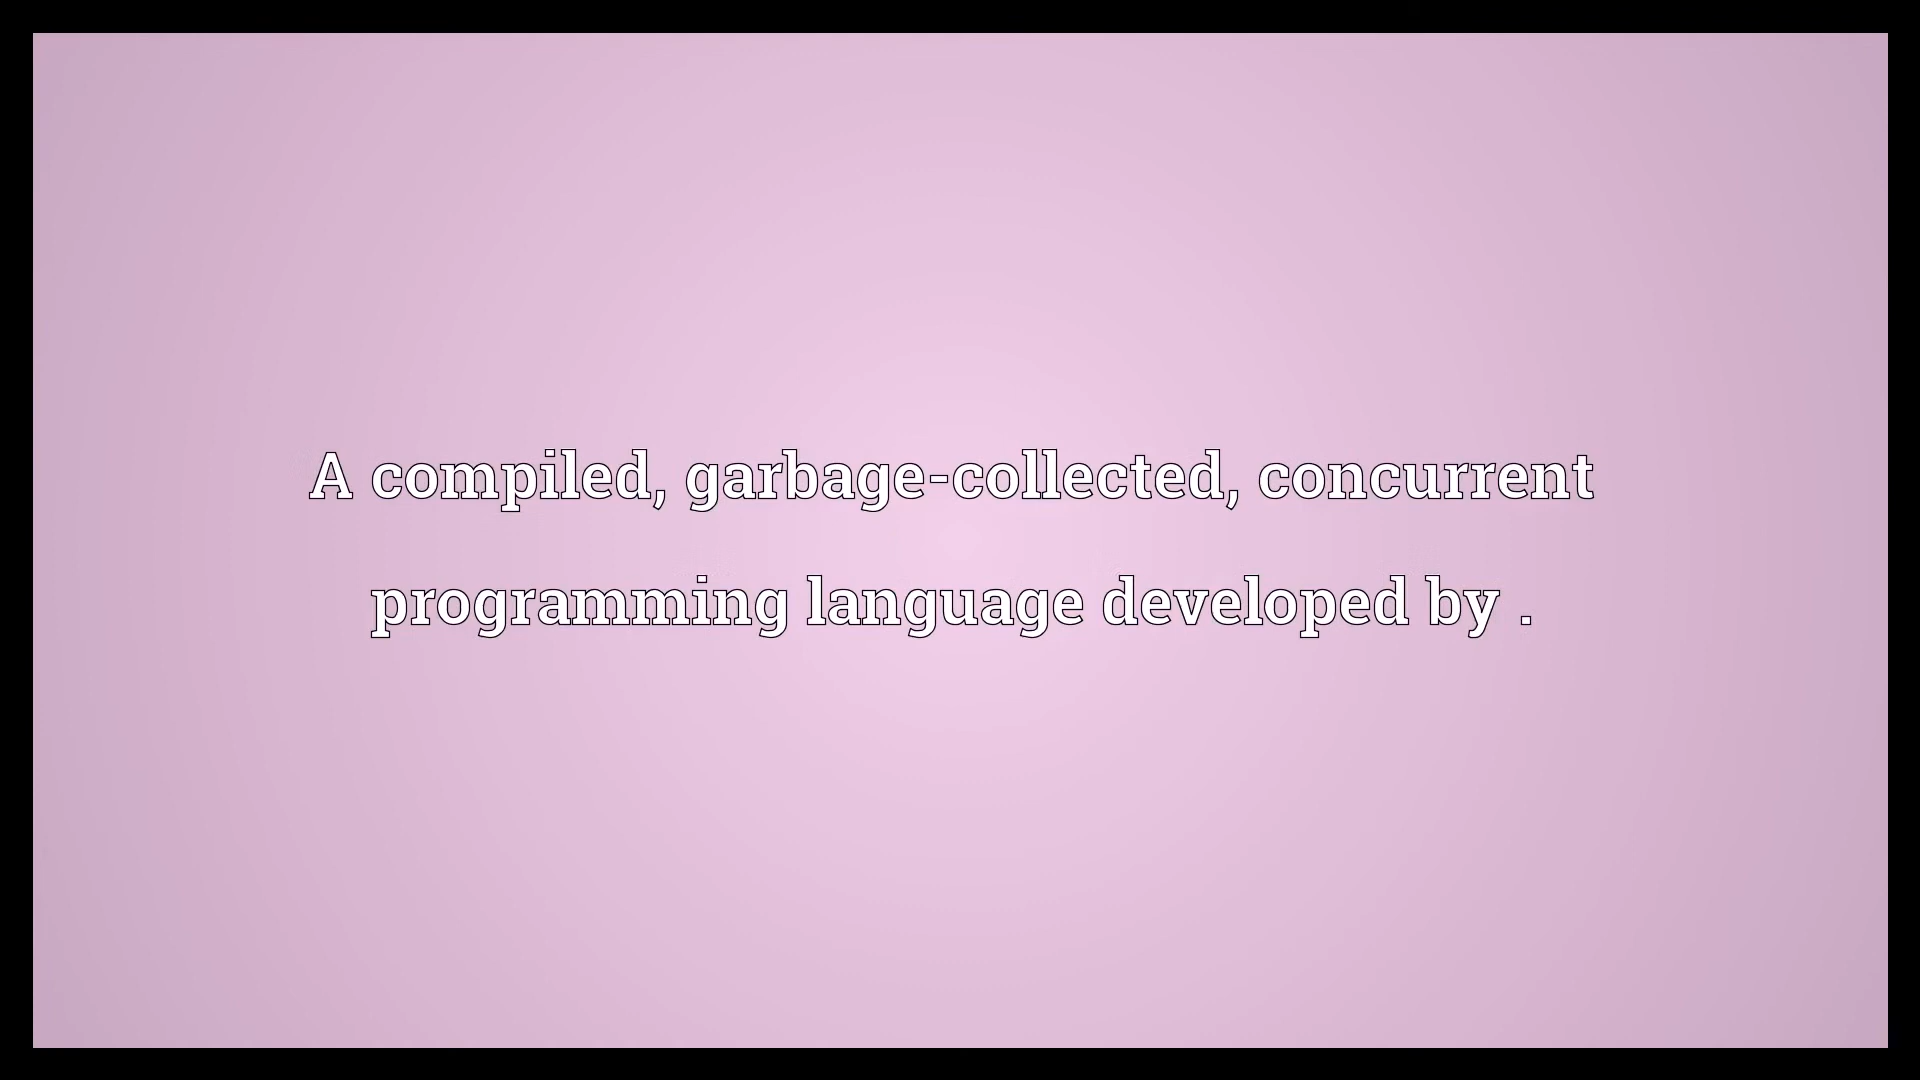 A compiled, garbage-collected, concurrent
programming language developed by .